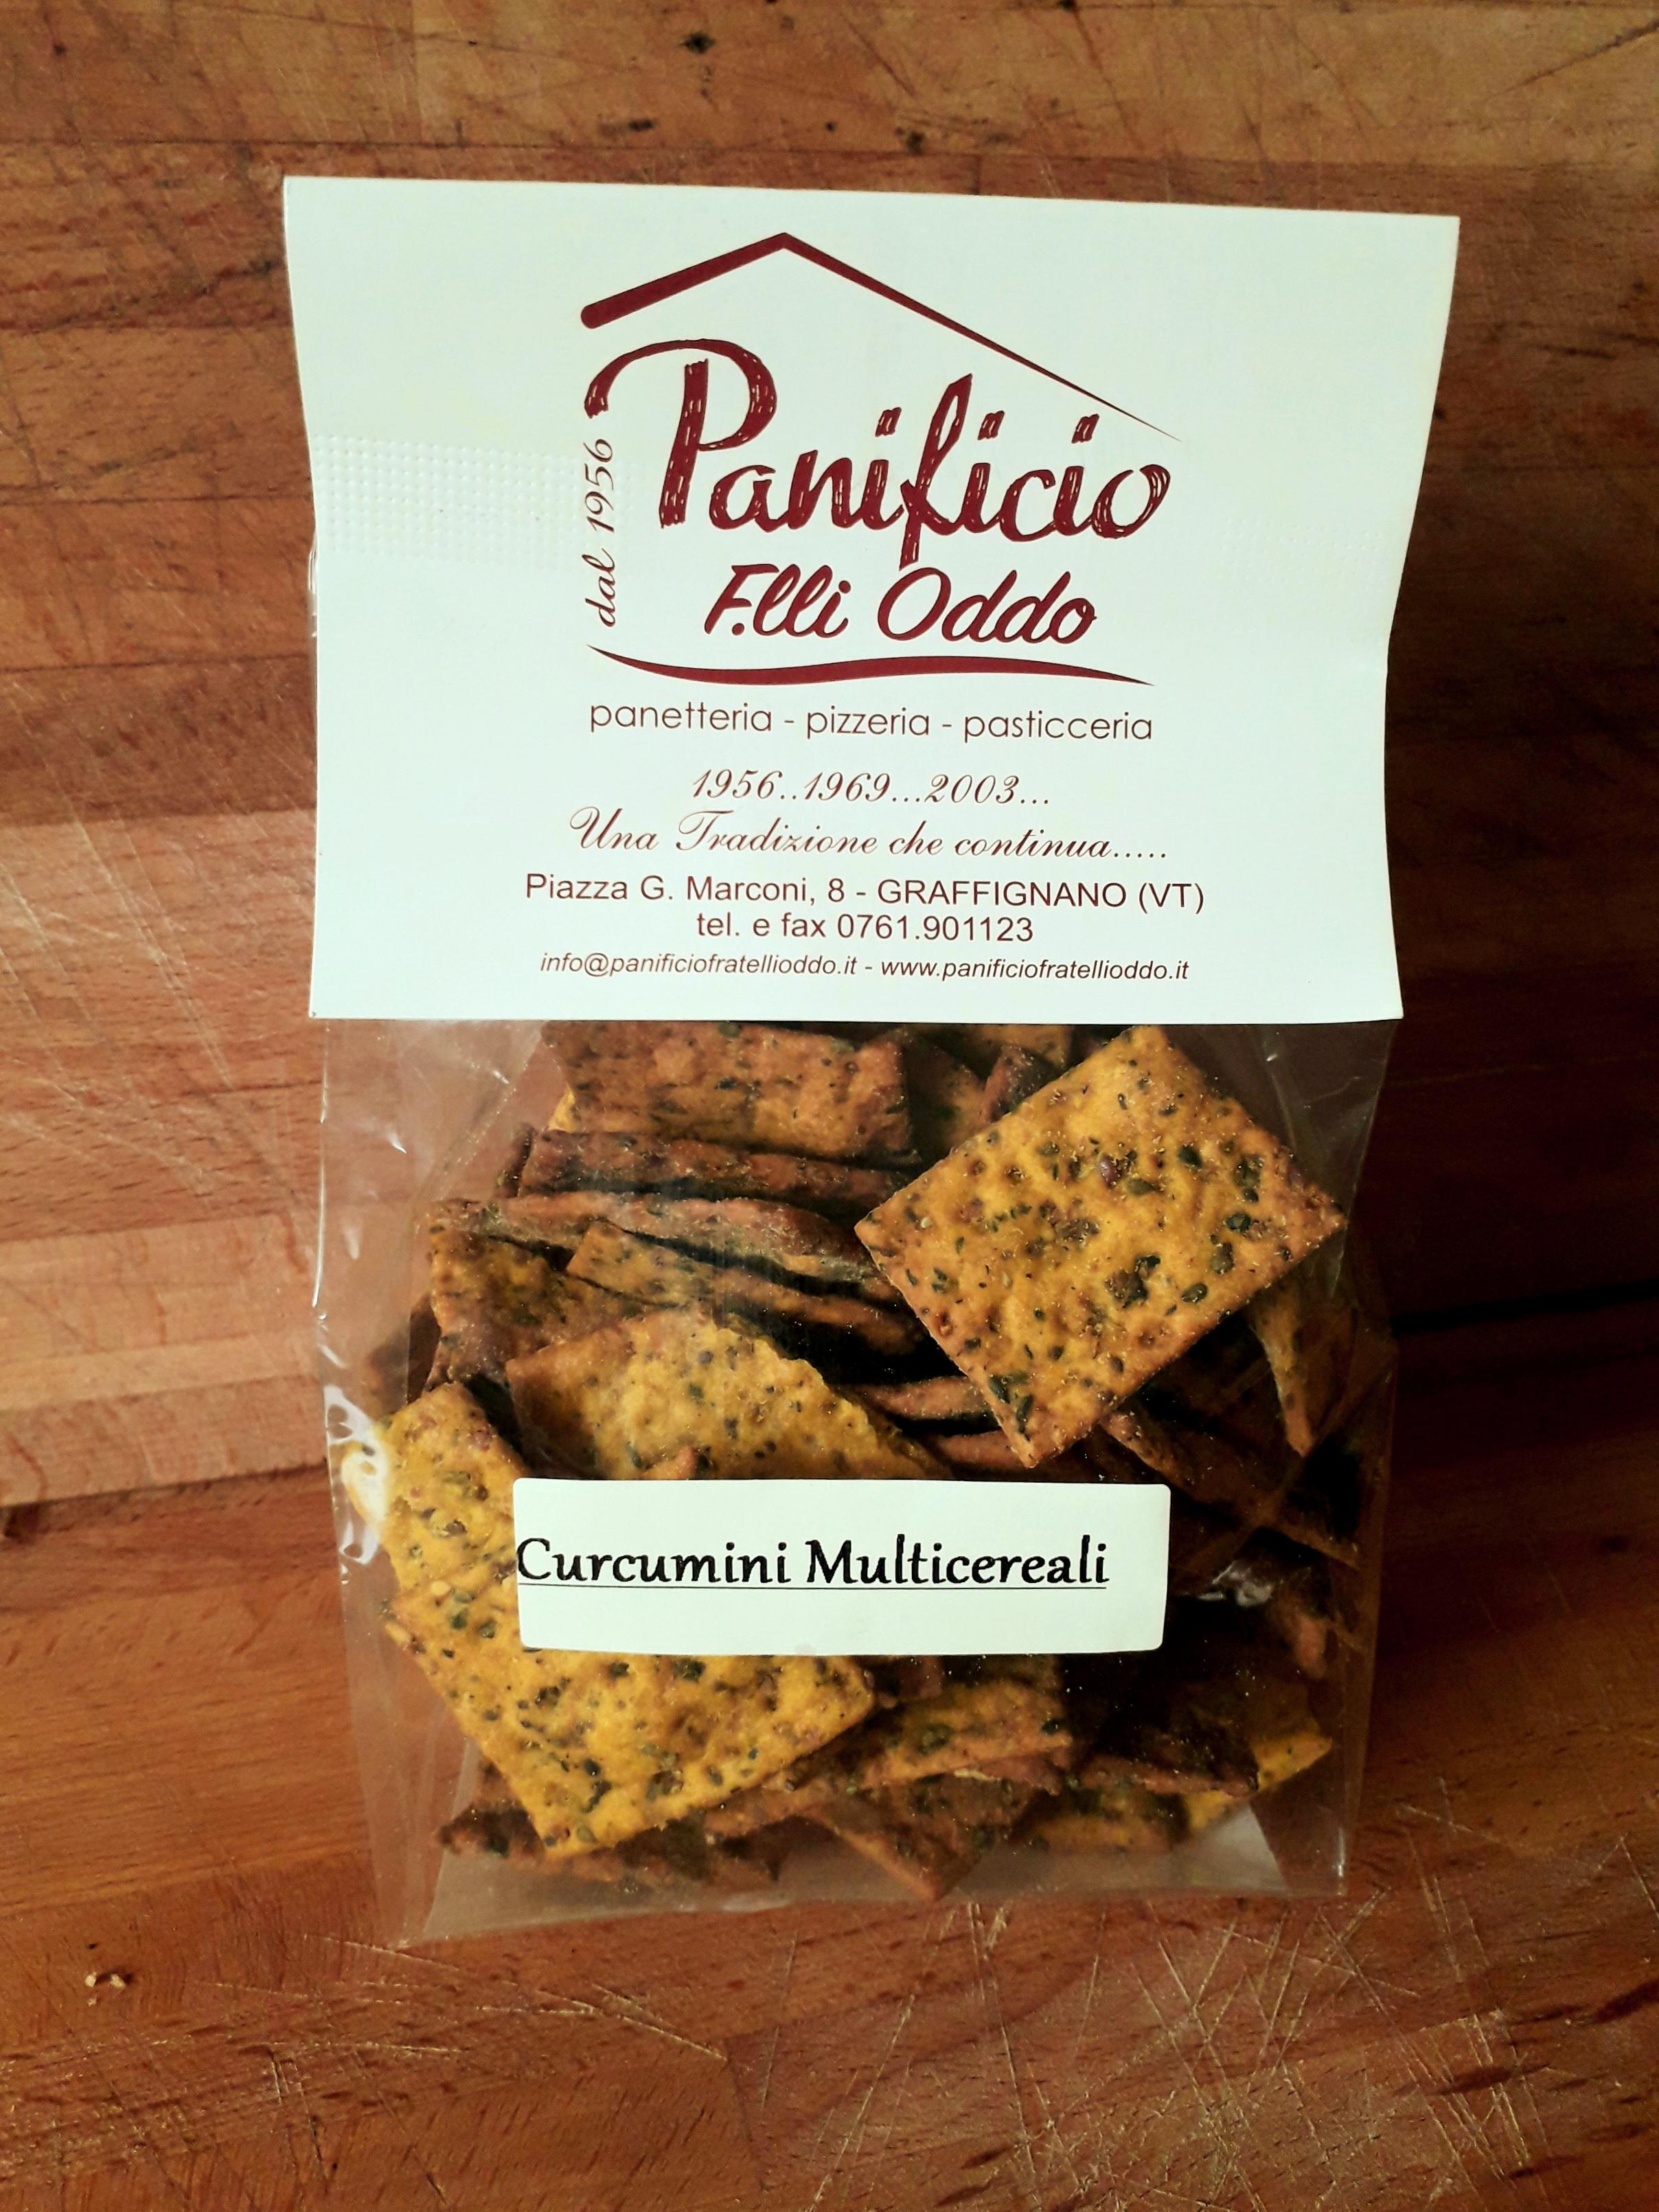 dal 1956
Panificio
F.lli Oddo
panetteria - pizzeria - pasticceria
1956..1969...2003...
Una Tradizione che continua.....
Piazza G. Marconi, 8 - GRAFFIGNANO (VT)
tel. e fax 0761.901123
info@panificiofratellioddo.it - www.panificiofratellioddo.it
Curcumini Multicereali